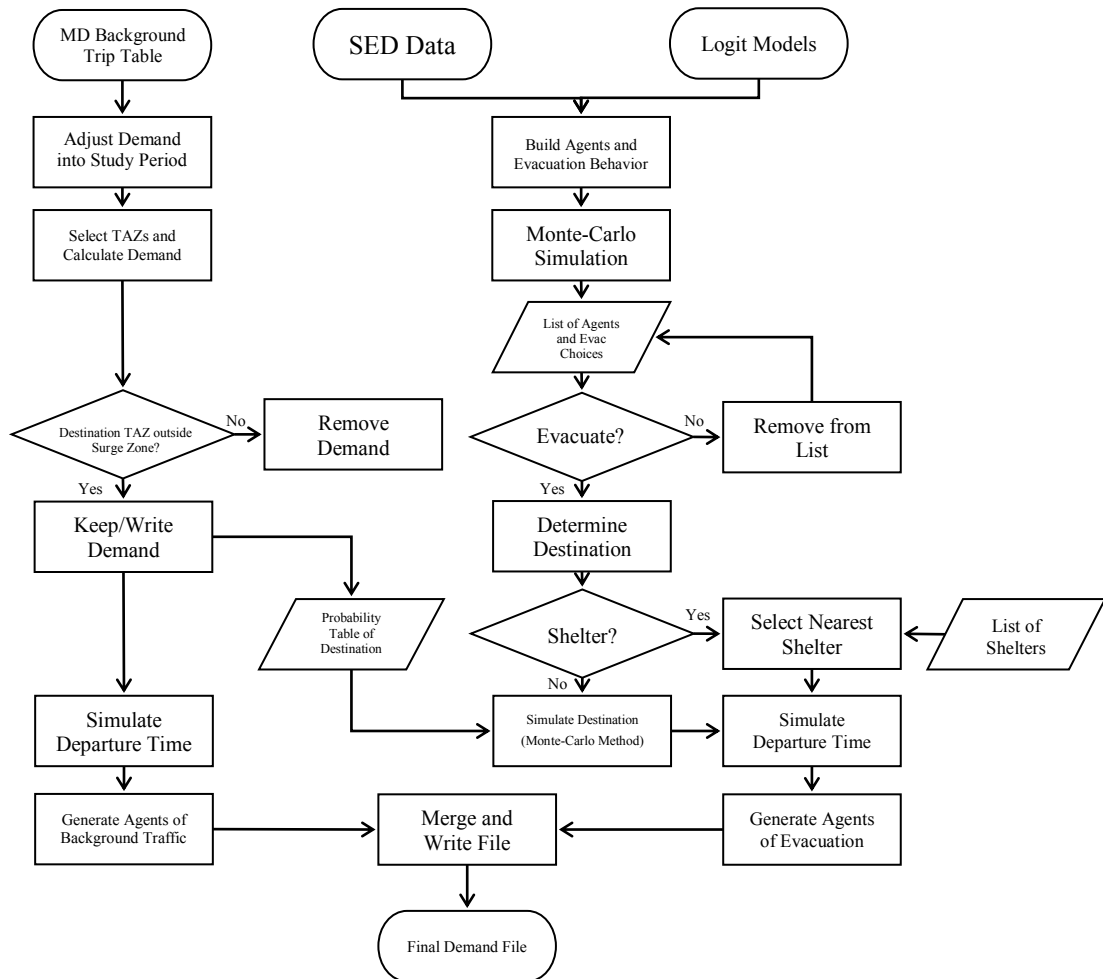 MD Background
Trip Table
SED Data
Logit Models
Adjust Demand
into Study Period
Build Agents and
Evacuation Behavior
Select TAZs and
Calculate Demand
Monte-Carlo
Simulation
List of Agents
and Evac
Choices
Destination TAZ outside
Surge Zone?
No
Remove
Demand
Evacuate?
No
Remove from
List
Yes
Yes
Keep/Write
Demand
Determine
Destination
Probability
Table of
Destination
Shelter?
Yes
Select Nearest
Shelter
List of
Shelters
No
Simulate
Departure Time
Simulate Destination
(Monte-Carlo Method)
Simulate
Departure Time
Generate Agents of
Background Traffic
Merge and
Write File
Generate Agents
of Evacuation
Final Demand File